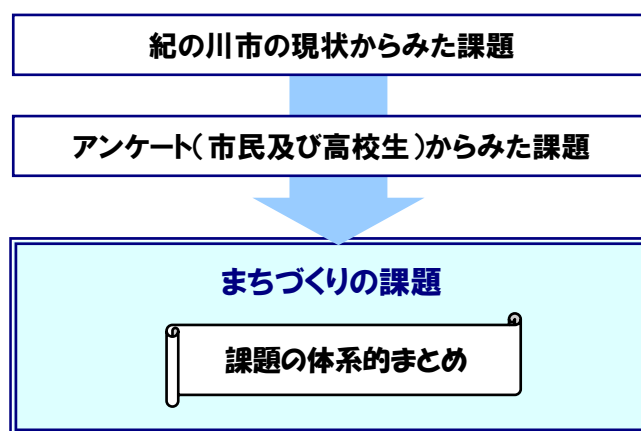 紀の川市の現状からみた課題
アンケート（市民及び高校生）からみた課題
まちづくりの課題
課題の体系的まとめ